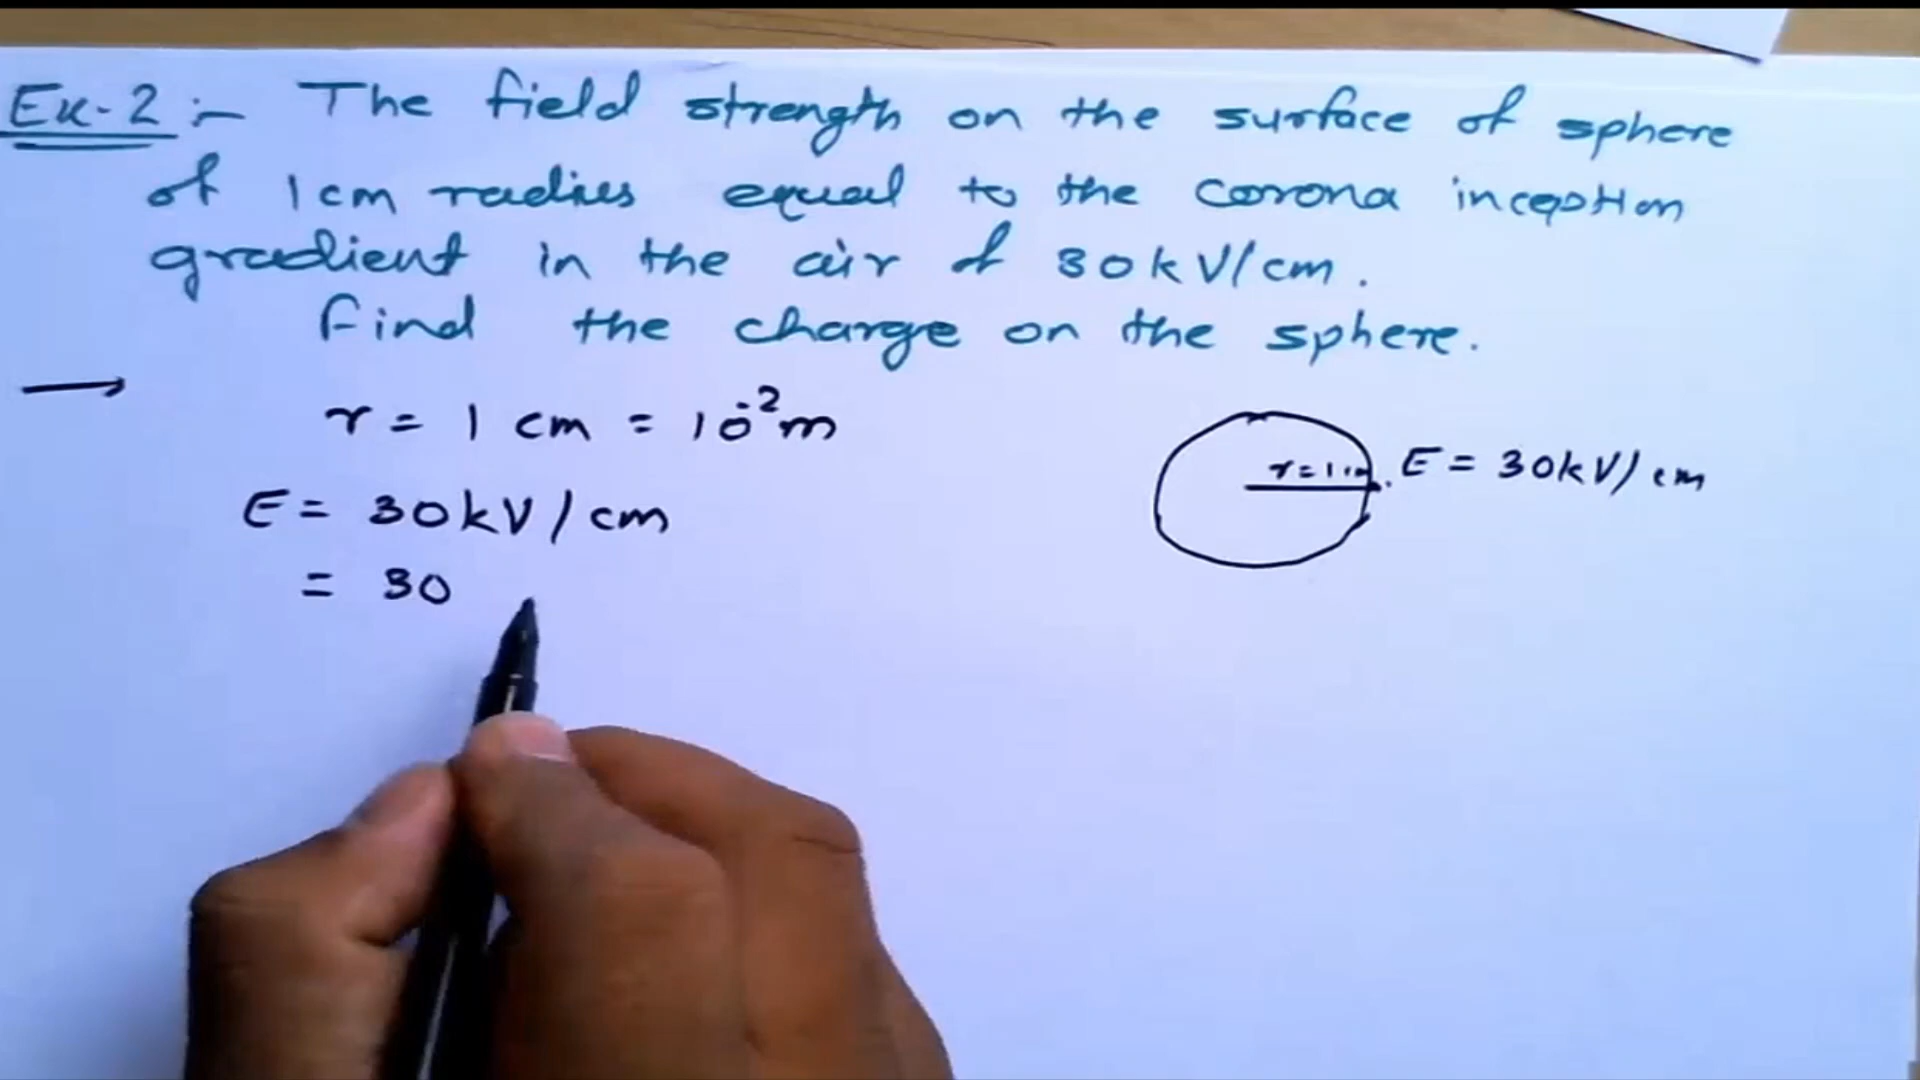 Ex-2:- The field strength on the surface of sphere
of 1cm radius equal to the corona inception
gradient in the air of 30kV/cm.
Find the charge on the sphere.
→ r = 1 cm = 10⁻²m
r=1cm. E = 30kV/cm
E = 30kV/cm
= 30